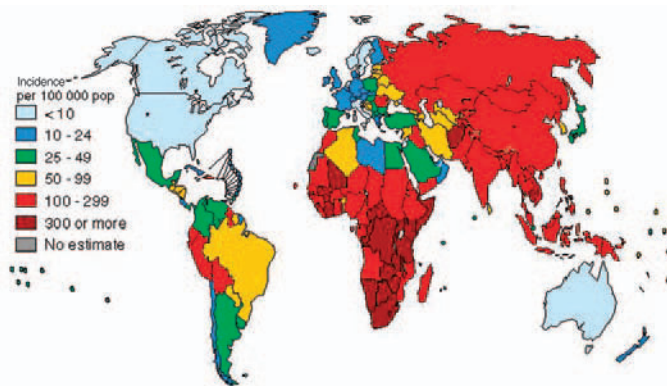 Incidence
per 100 000 pop
<10
10 - 24
25 - 49
50 - 99
100 - 299
300 or more
No estimate